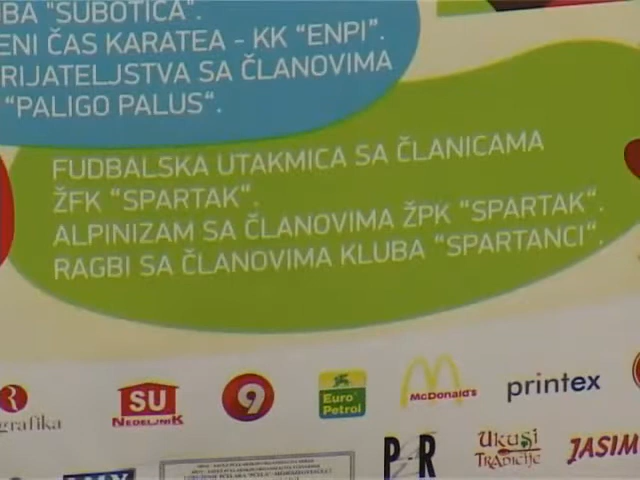 BA "SUBOTICA".
ENI ČAS KARATEA - KK "ENPI".
RIJATELJSTVA SA ČLANOVIMA
"PALIGO PALUS".
FUDBALSKA UTAKMICA SA ČLANICAMA
ŽFK "SPARTAK".
ALPINIZAM SA ČLANOVIMA ŽPK "SPARTAK".
RAGBI SA ČLANOVIMA KLUBA "SPARTANCI".
grafika
SU
NEDELJNIK
9
Euro
Petrol
McDonald's
printex
P-R
UKUSI
TRADICIJE
JASIM